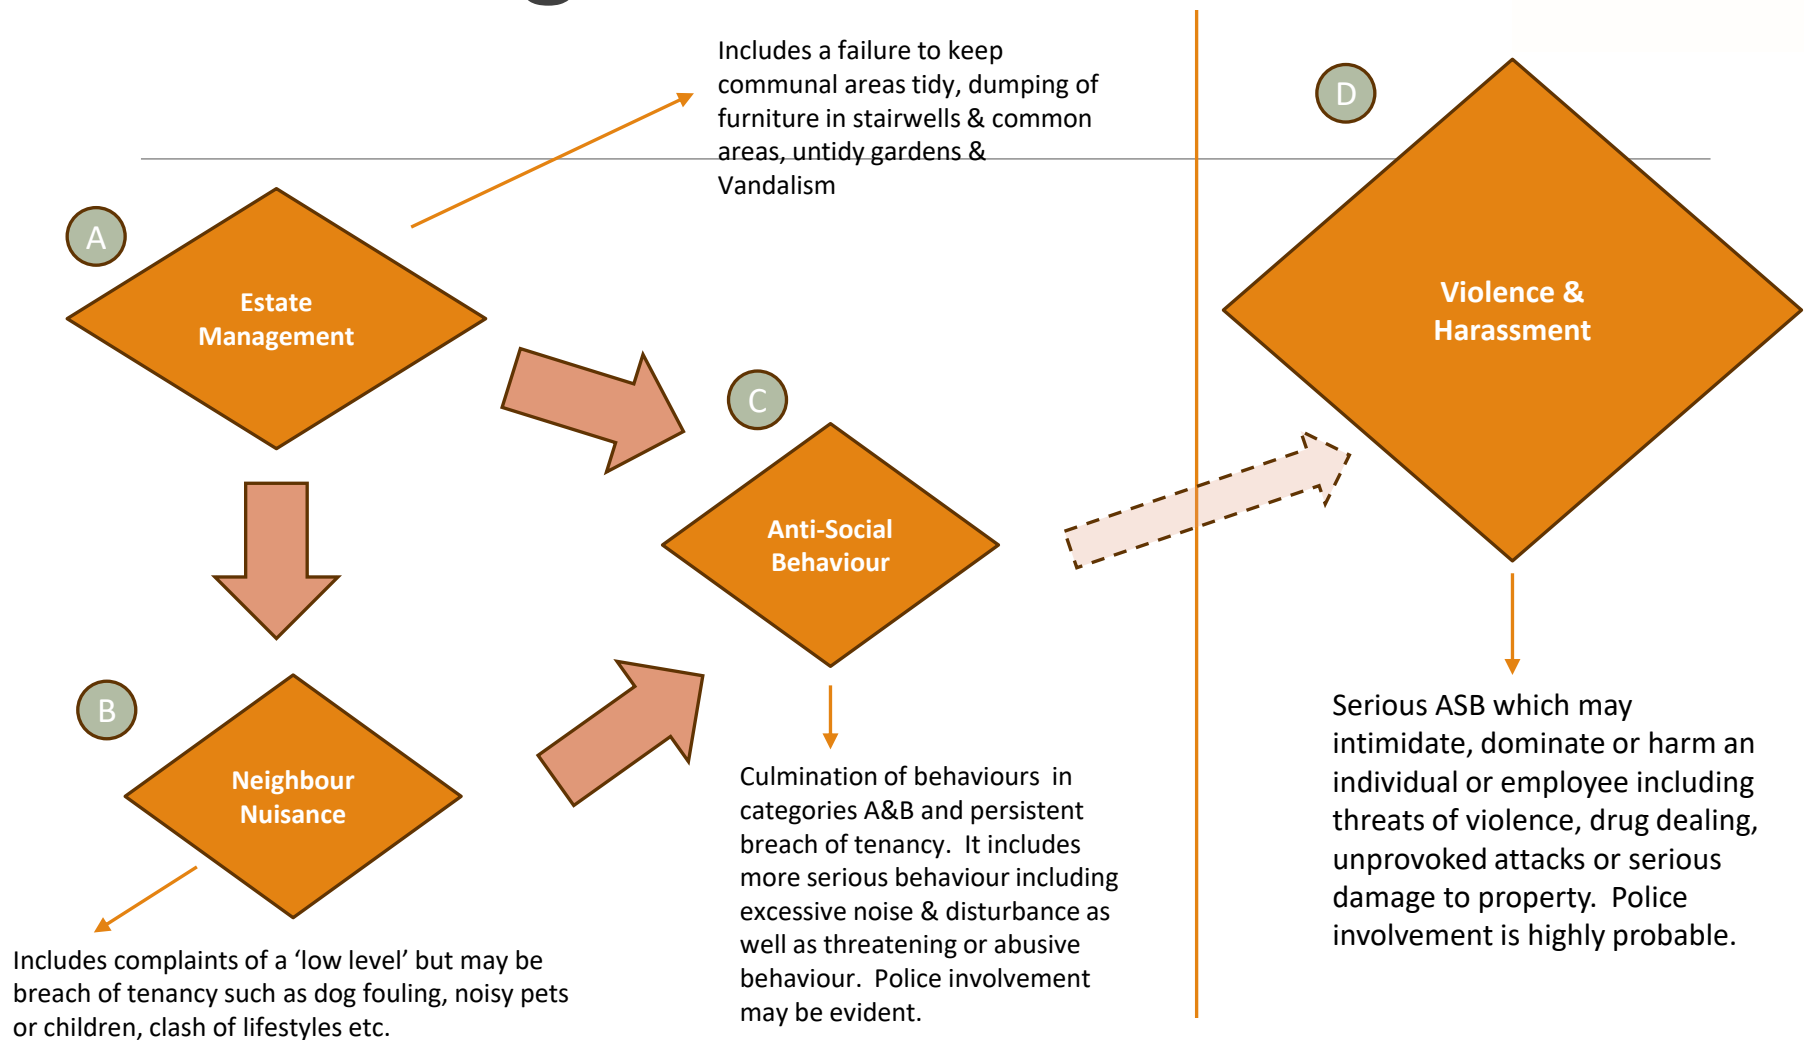 Includes a failure to keep
communal areas tidy, dumping of
furniture in stairwells & common
areas, untidy gardens &
Vandalism
A
Estate
Management
B
Neighbour
Nuisance
Includes complaints of a ‘low level’ but may be
breach of tenancy such as dog fouling, noisy pets
or children, clash of lifestyles etc.
C
Anti-Social
Behaviour
Culmination of behaviours  in
categories A&B and persistent
breach of tenancy.  It includes
more serious behaviour including
excessive noise & disturbance as
well as threatening or abusive
behaviour.  Police involvement
may be evident.
D
Violence &
Harassment
Serious ASB which may
intimidate, dominate or harm an
individual or employee including
threats of violence, drug dealing,
unprovoked attacks or serious
damage to property.  Police
involvement is highly probable.